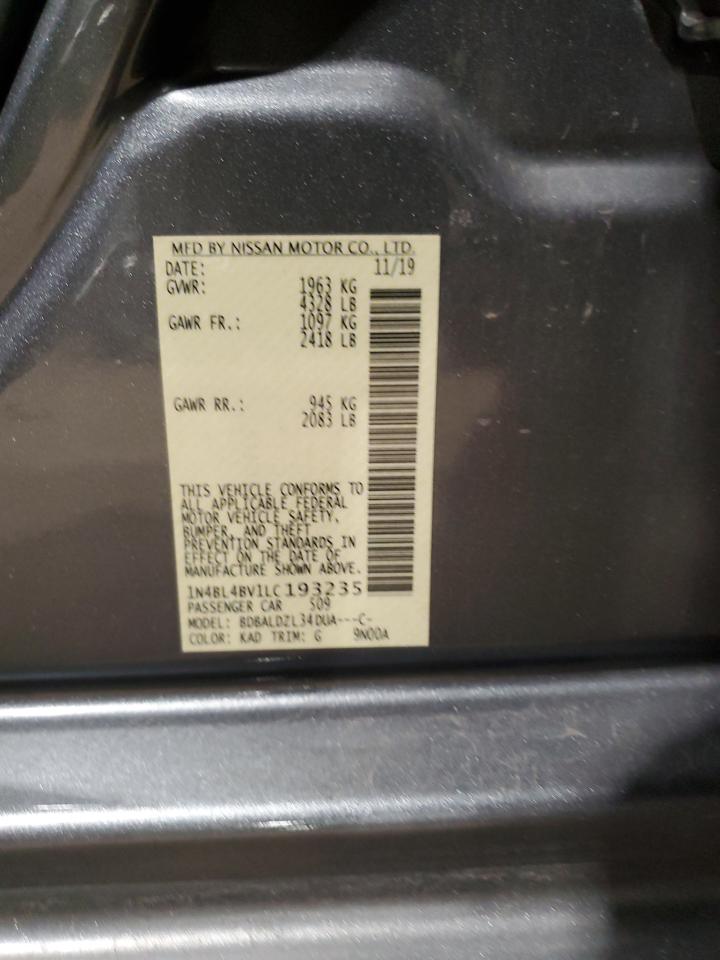 MFD BY NISSAN MOTOR CO., LTD.
DATE: 11/19
GVWR: 1963 KG
4328 LB
GAWR FR.: 1097 KG
2418 LB
GAWR RR.: 945 KG
2083 LB
THIS VEHICLE CONFORMS TO
ALL APPLICABLE FEDERAL
MOTOR VEHICLE SAFETY,
BUMPER, AND THEFT
PREVENTION STANDARDS IN
EFFECT ON THE DATE OF
MANUFACTURE SHOWN ABOVE.
1N4BL4BV1LC193235
PASSENGER CAR 509
MODEL: BDBALDZL34DUA---C-
COLOR: KAD TRIM: G 9N00A